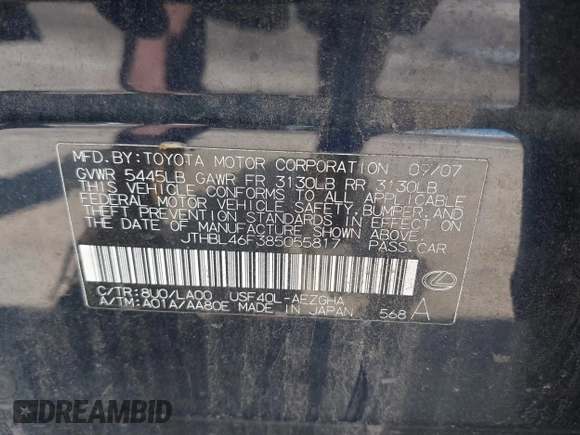 MFD. BY: TOYOTA MOTOR CORPORATION 09/07
GVWR 5445LB GAWR FR 3130LB RR 3130LB
THIS VEHICLE CONFORMS TO ALL APPLICABLE
FEDERAL MOTOR VEHICLE SAFETY, BUMPER, AND
THEFT PREVENTION STANDARDS IN EFFECT ON
THE DATE OF MANUFACTURE SHOWN ABOVE.
JTHBL46F385055817 PASS. CAR
C/TR: 8U0/LA00 USF40L-AEZGHA
A/TM: A01A/AA80E MADE IN JAPAN 568 A
DREAMBID